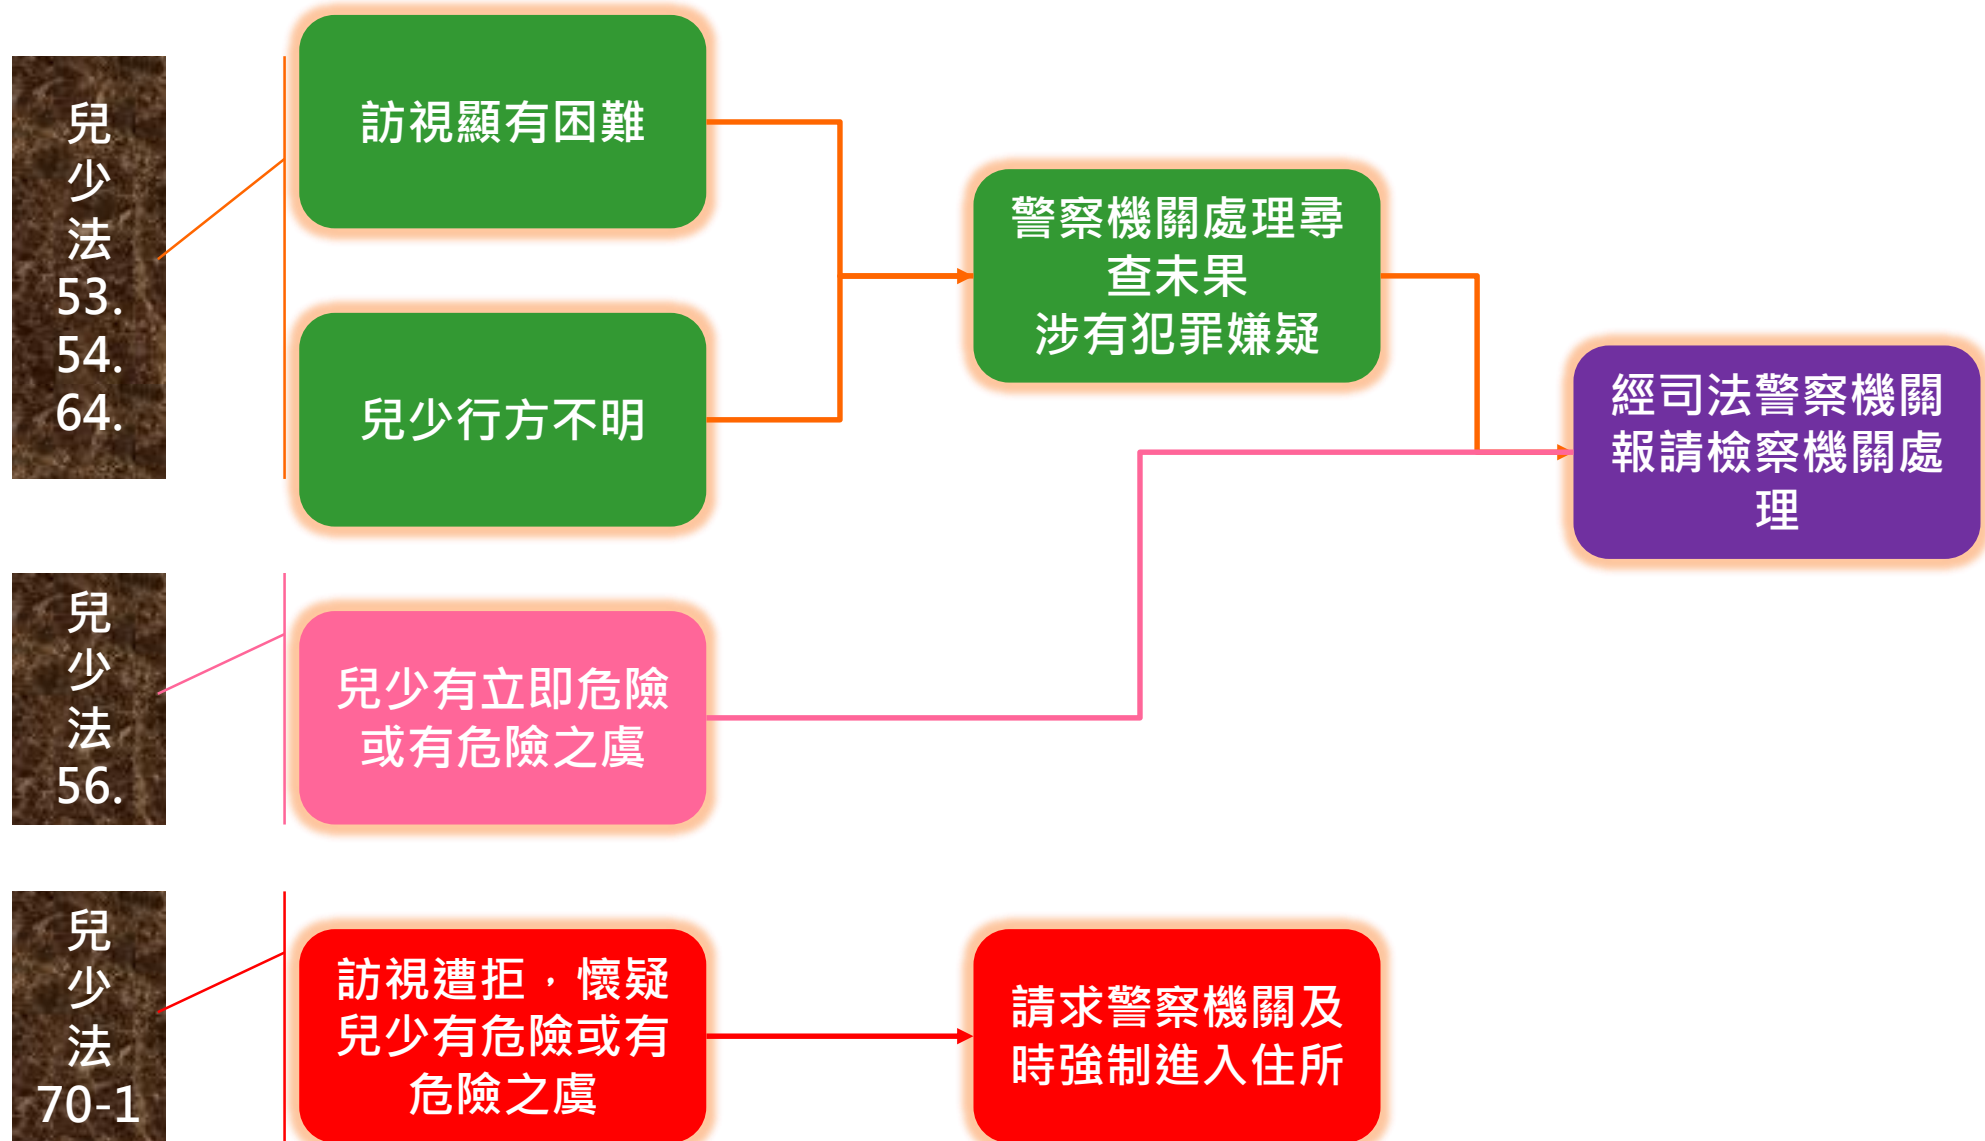 兒
少
法
53.
54.
64.
訪視顯有困難
兒少行方不明
警察機關處理尋
查未果
涉有犯罪嫌疑
經司法警察機關
報請檢察機關處
理
兒
少
法
56.
兒少有立即危險
或有危險之虞
兒
少
法
70-1
訪視遭拒，懷疑
兒少有危險或有
危險之虞
請求警察機關及
時強制進入住所